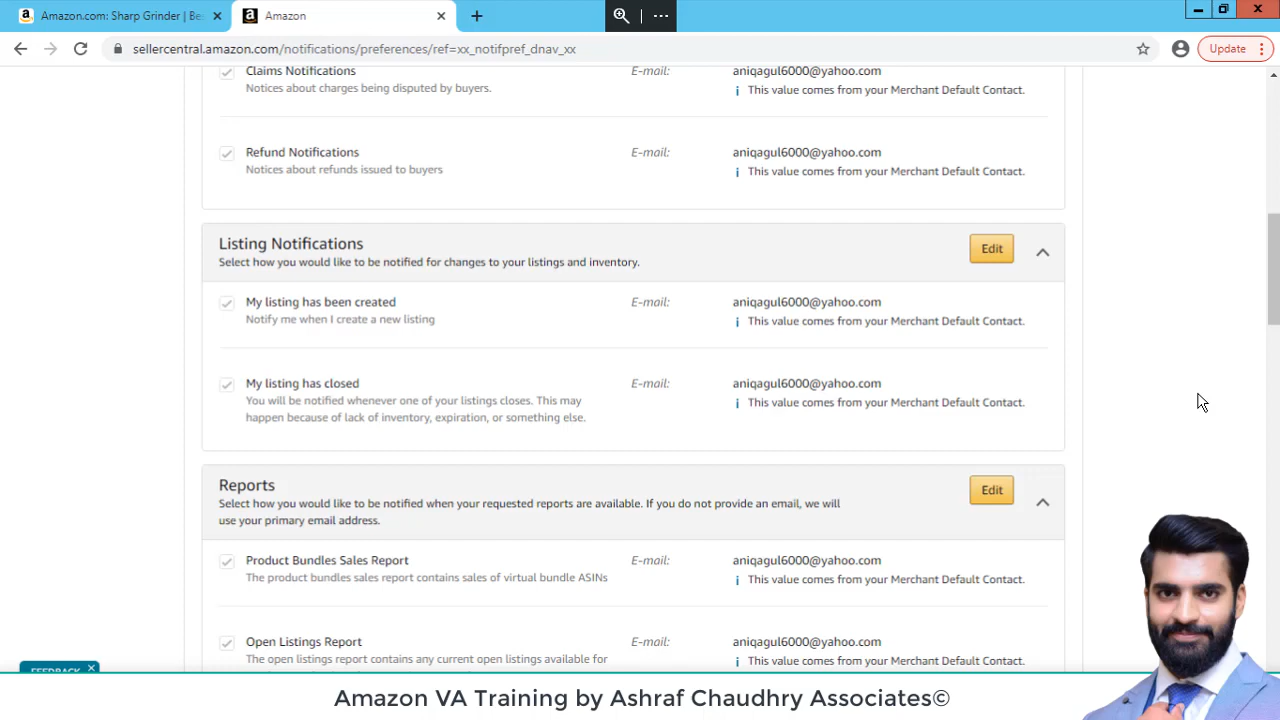 Amazon.com: Sharp Grinder | Be
Amazon
sellercentral.amazon.com/notifications/preferences/ref=xx_notifpref_dnav_xx
Update
Claims Notifications
E-mail:
aniqagul6000@yahoo.com
Notices about charges being disputed by buyers.
This value comes from your Merchant Default Contact.
Refund Notifications
E-mail:
aniqagul6000@yahoo.com
Notices about refunds issued to buyers
This value comes from your Merchant Default Contact.
Listing Notifications
Edit
Select how you would like to be notified for changes to your listings and inventory.
My listing has been created
E-mail:
aniqagul6000@yahoo.com
Notify me when I create a new listing
This value comes from your Merchant Default Contact.
My listing has closed
E-mail:
aniqagul6000@yahoo.com
You will be notified whenever one of your listings closes. This may
happen because of lack of inventory, expiration, or something else.
This value comes from your Merchant Default Contact.
Reports
Edit
Select how you would like to be notified when your requested reports are available. If you do not provide an email, we will
use your primary email address.
Product Bundles Sales Report
E-mail:
aniqagul6000@yahoo.com
The product bundles sales report contains sales of virtual bundle ASINs
This value comes from your Merchant Default Contact.
Open Listings Report
E-mail:
aniqagul6000@yahoo.com
The open listings report contains any current open listings available for
This value comes from your Merchant Default Contact.
FEEDBACK
Amazon VA Training by Ashraf Chaudhry Associates©